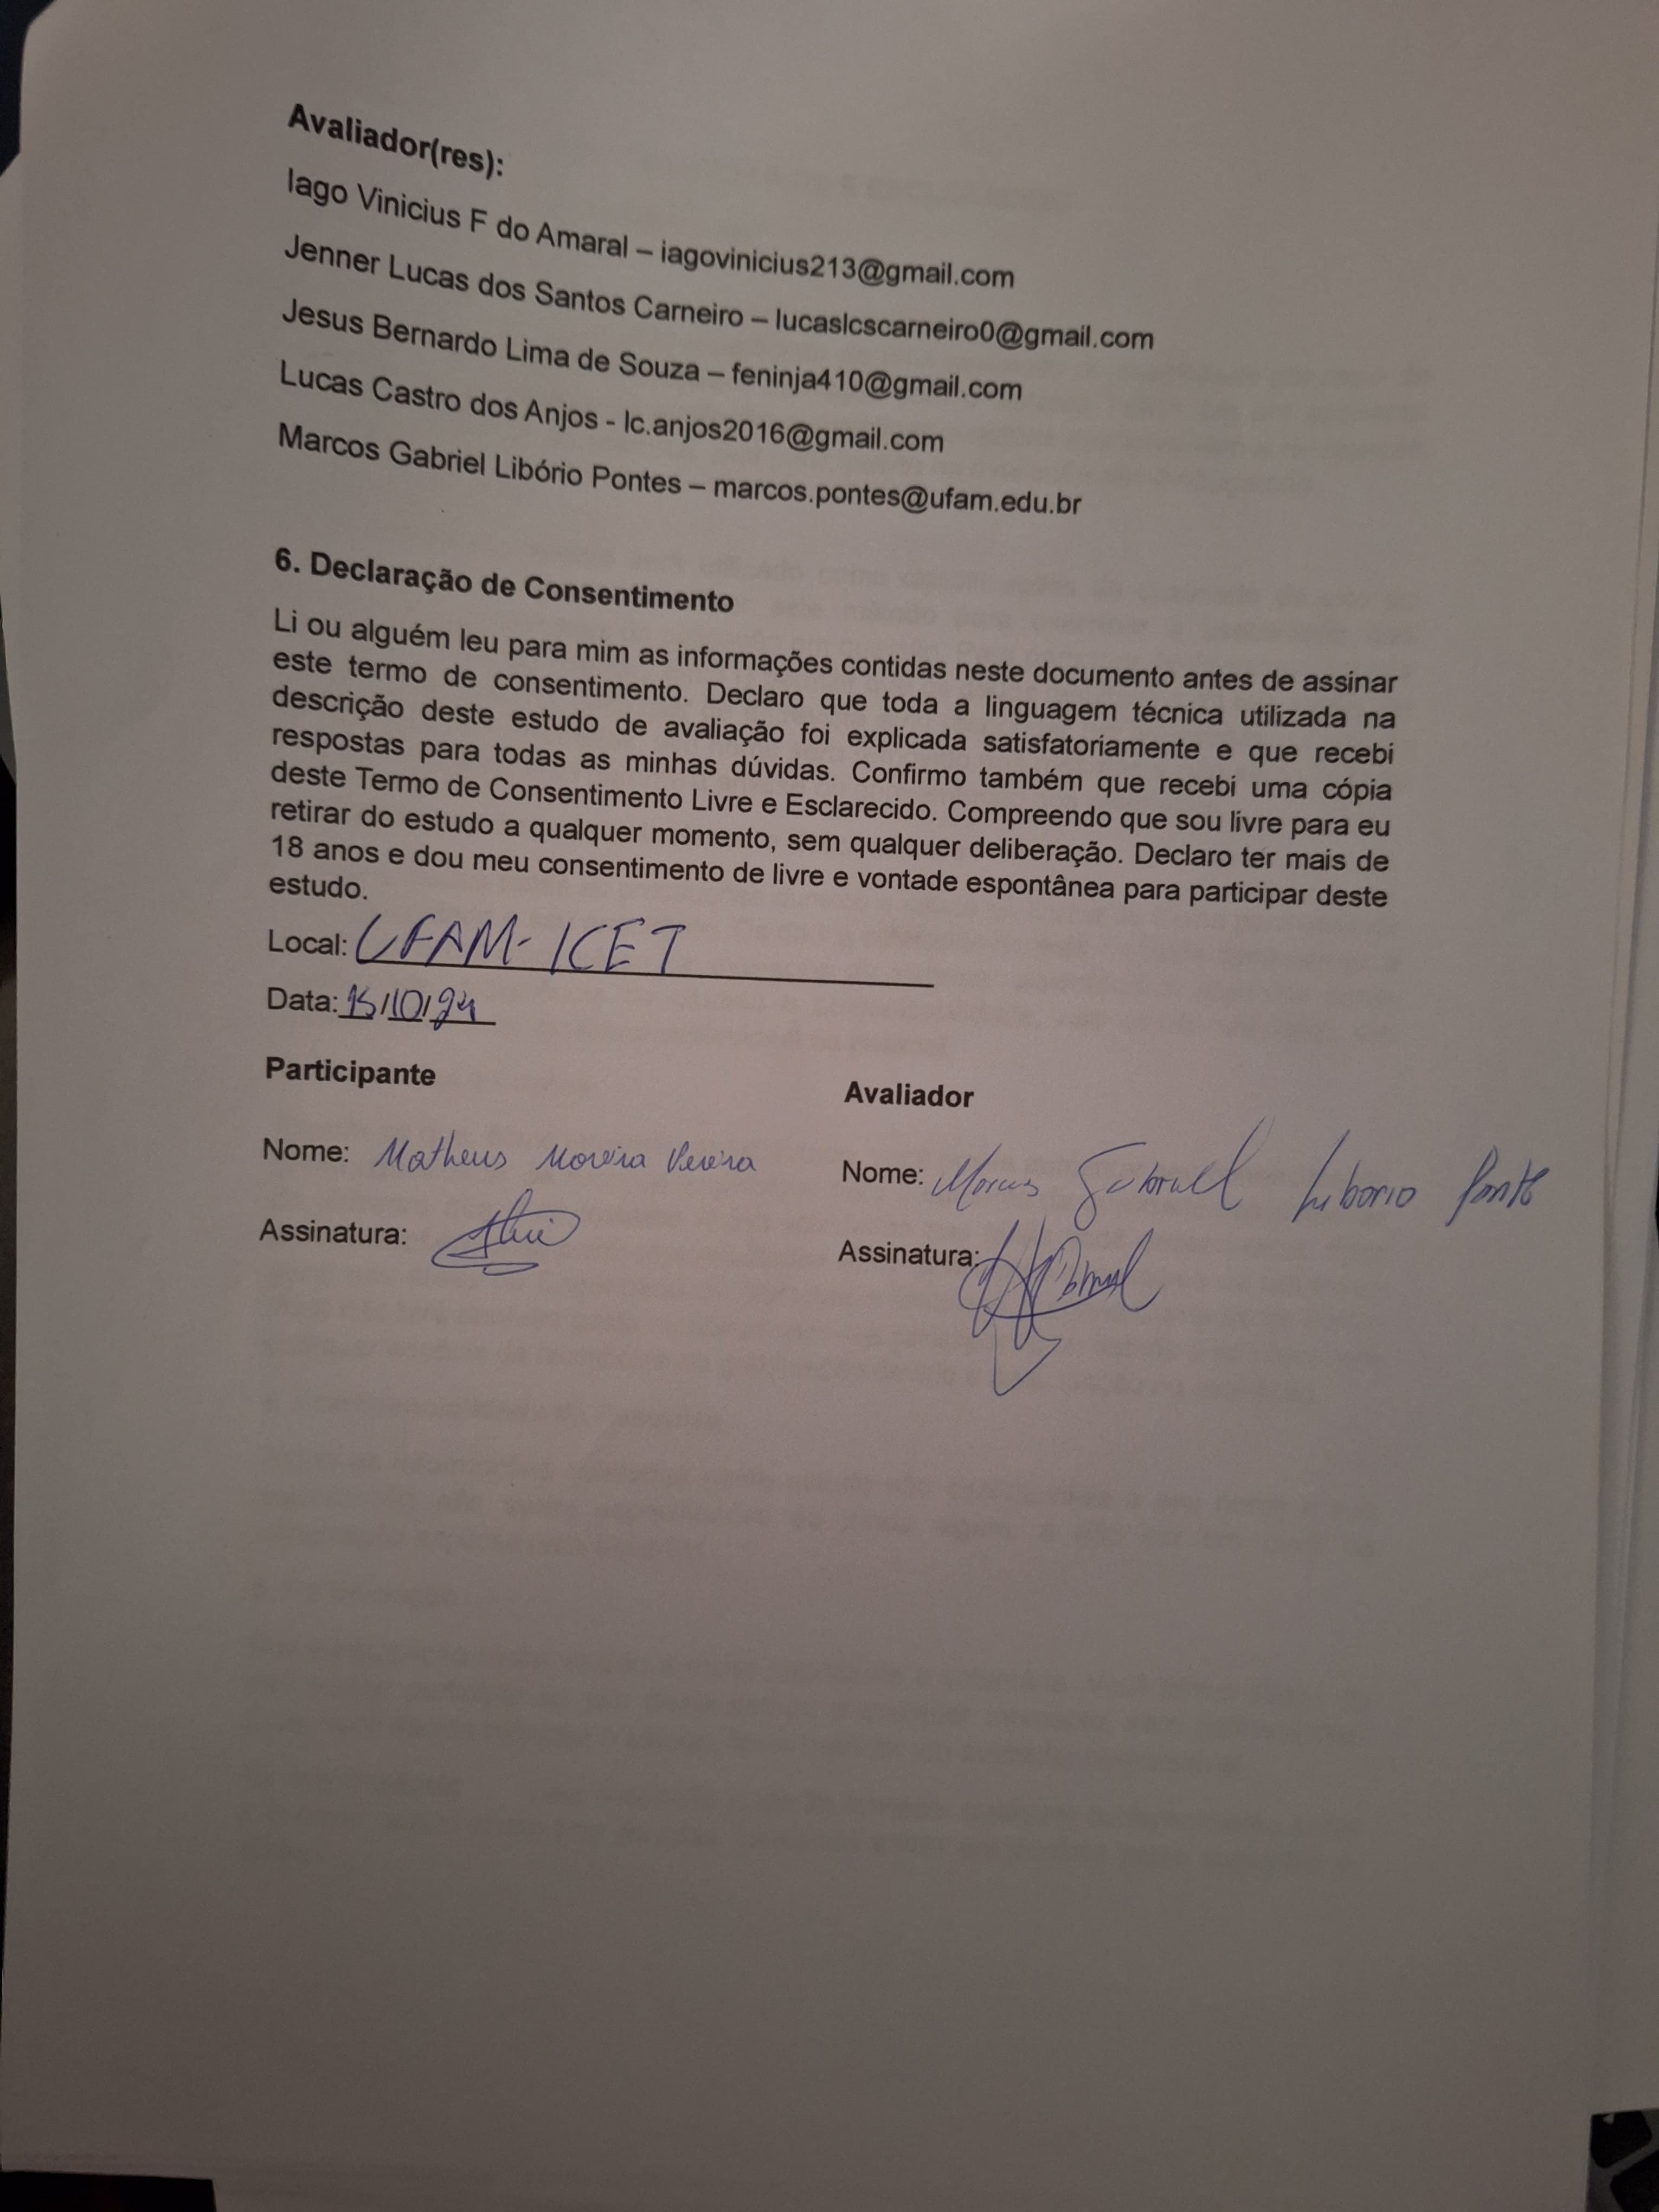 Avaliador(res):
Iago Vinicius F do Amaral – iagovinicius213@gmail.com
Jenner Lucas dos Santos Carneiro – lucaslcscarneiro0@gmail.com
Jesus Bernardo Lima de Souza – feninja410@gmail.com
Lucas Castro dos Anjos - lc.anjos2016@gmail.com
Marcos Gabriel Libório Pontes – marcos.pontes@ufam.edu.br
6. Declaração de Consentimento
Li ou alguém leu para mim as informações contidas neste documento antes de assinar
este termo de consentimento. Declaro que toda a linguagem técnica utilizada na
descrição deste estudo de avaliação foi explicada satisfatoriamente e que recebi
respostas para todas as minhas dúvidas. Confirmo também que recebi uma cópia
deste Termo de Consentimento Livre e Esclarecido. Compreendo que sou livre para eu
retirar do estudo a qualquer momento, sem qualquer deliberação. Declaro ter mais de
18 anos e dou meu consentimento de livre e vontade espontânea para participar deste
estudo.
Local: UFAM-ICET
Data: 15/10/24
Participante
Nome: Matheus Moreira Pereira
Assinatura:
Avaliador
Nome: Marcos Gabriel Liborio Pontes
Assinatura: